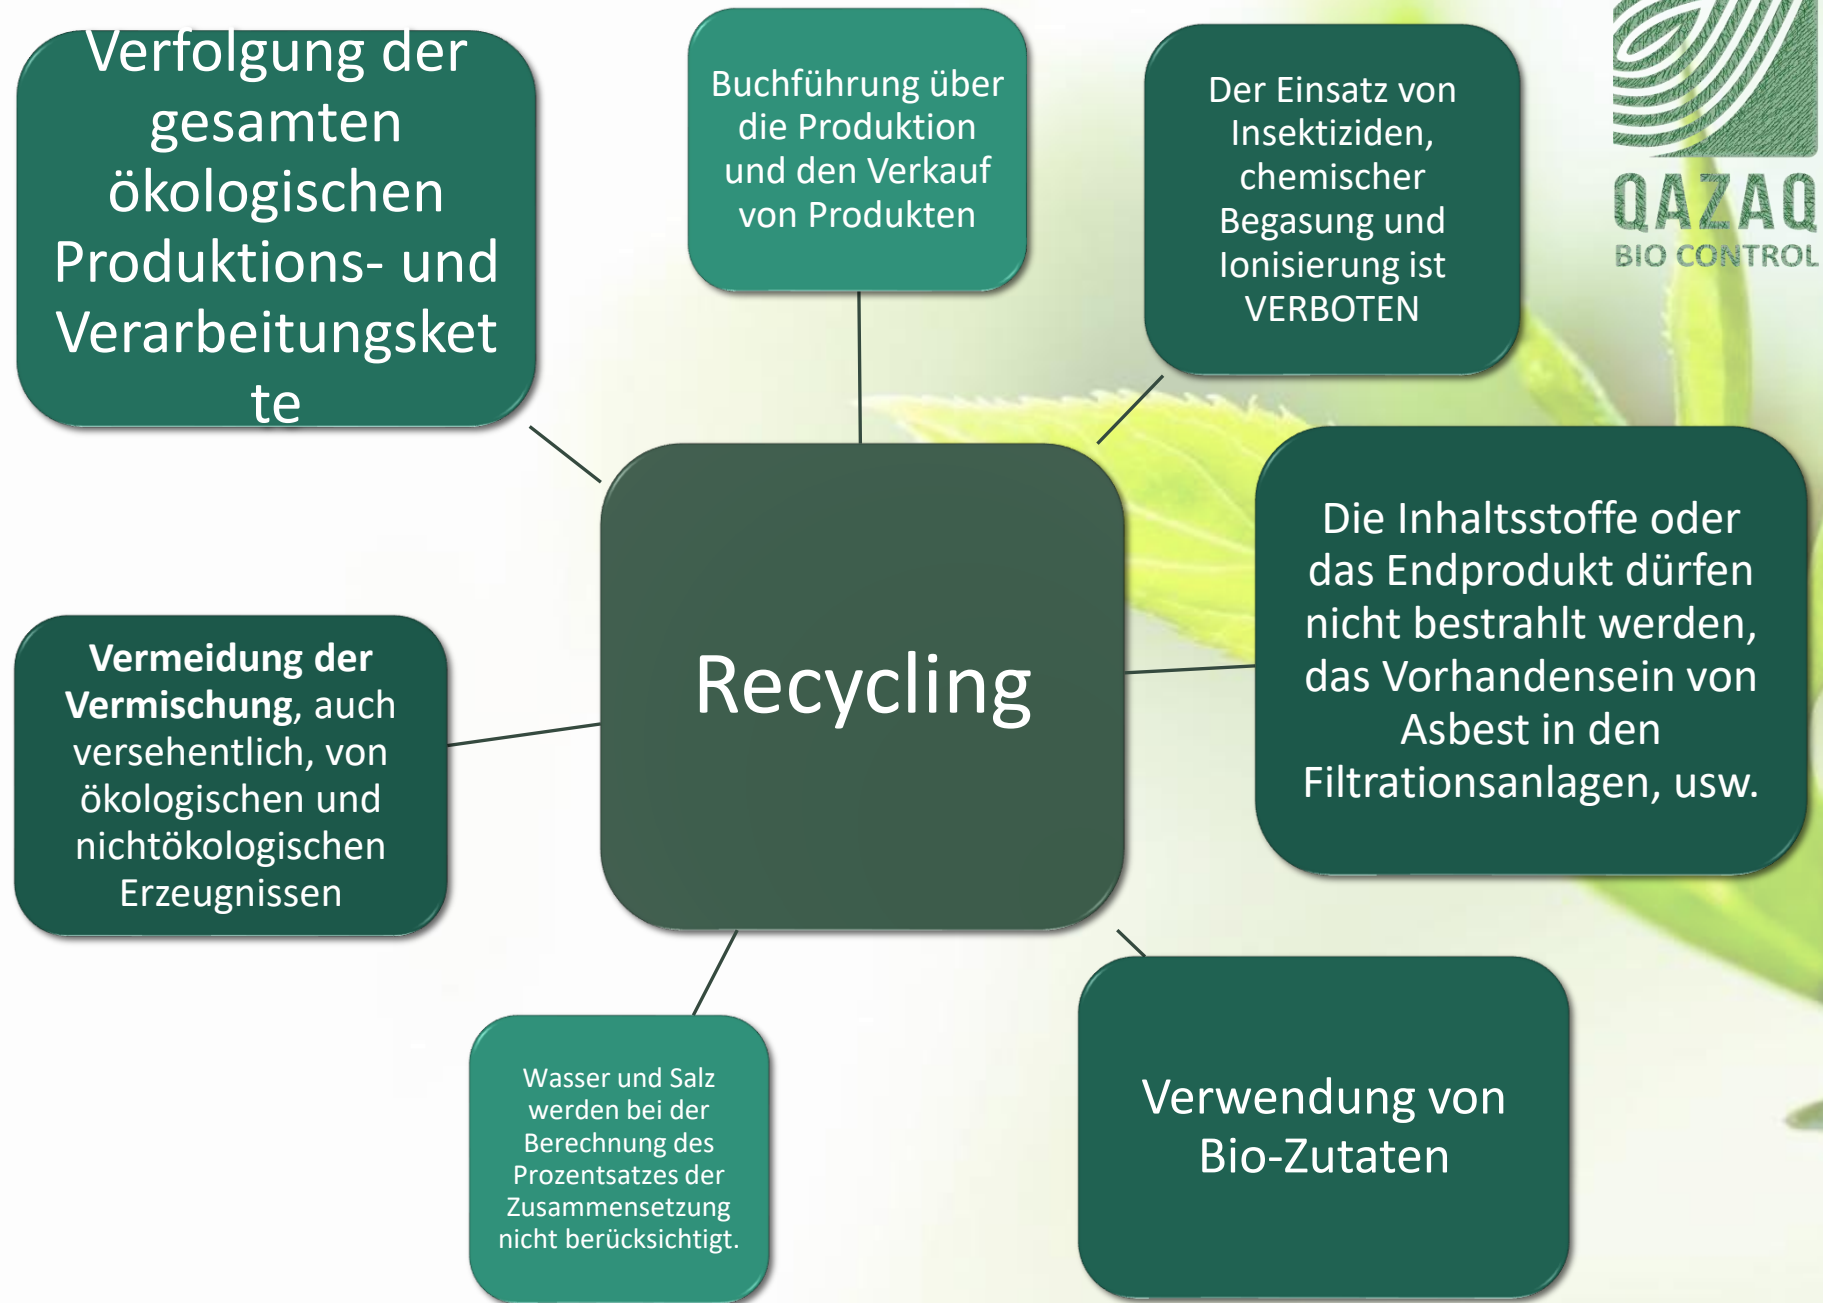 Verfolgung der
gesamten
ökologischen
Produktions- und
Verarbeitungsket
te
Buchführung über
die Produktion
und den Verkauf
von Produkten
Der Einsatz von
Insektiziden,
chemischer
Begasung und
Ionisierung ist
VERBOTEN
QAZAQ
BIO CONTROL
Die Inhaltsstoffe oder
das Endprodukt dürfen
nicht bestrahlt werden,
das Vorhandensein von
Asbest in den
Filtrationsanlagen, usw.
Recycling
Vermeidung der
Vermischung, auch
versehentlich, von
ökologischen und
nichtökologischen
Erzeugnissen
Wasser und Salz
werden bei der
Berechnung des
Prozentsatzes der
Zusammensetzung
nicht berücksichtigt.
Verwendung von
Bio-Zutaten